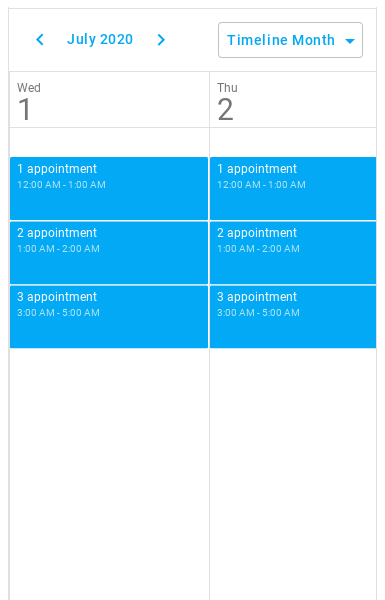 July 2020
Timeline Month
Wed
1
Thu
2
1 appointment
12:00 AM - 1:00 AM
2 appointment
1:00 AM - 2:00 AM
3 appointment
3:00 AM - 5:00 AM
1 appointment
12:00 AM - 1:00 AM
2 appointment
1:00 AM - 2:00 AM
3 appointment
3:00 AM - 5:00 AM